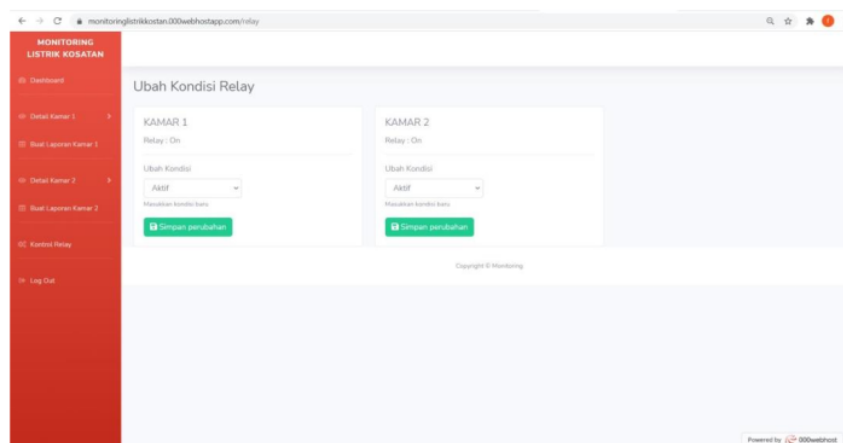 monitoringlistrikkostan.000webhostapp.com/relay
MONITORING
LISTRIK KOSATAN
Dashboard
Detail Kamar 1
Buat Laporan Kamar 1
Detail Kamar 2
Buat Laporan Kamar 2
Kontrol Relay
Log Out
Ubah Kondisi Relay
KAMAR 1
Relay : On
Ubah Kondisi
Aktif
Masukkan kondisi baru
Simpan perubahan
KAMAR 2
Relay : On
Ubah Kondisi
Aktif
Masukkan kondisi baru
Simpan perubahan
Copyright © Monitoring
Powered by 000webhost